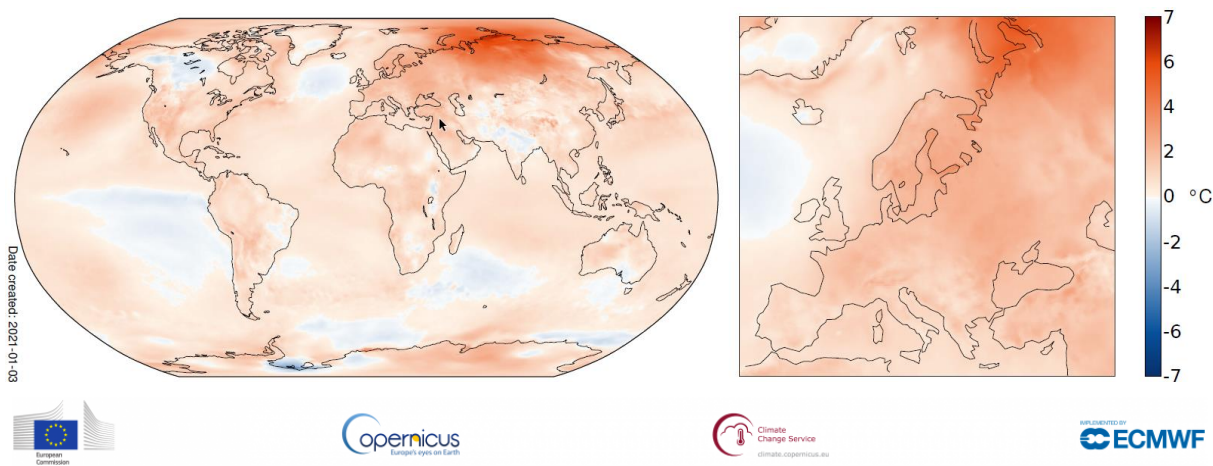 7
6
4
2
0 °C
-2
-4
-6
-7
Date created: 2021-01-03
European
Commission
opernicus
Europe's eyes on Earth
Climate
Change Service
climate.copernicus.eu
IMPLEMENTED BY
ECMWF